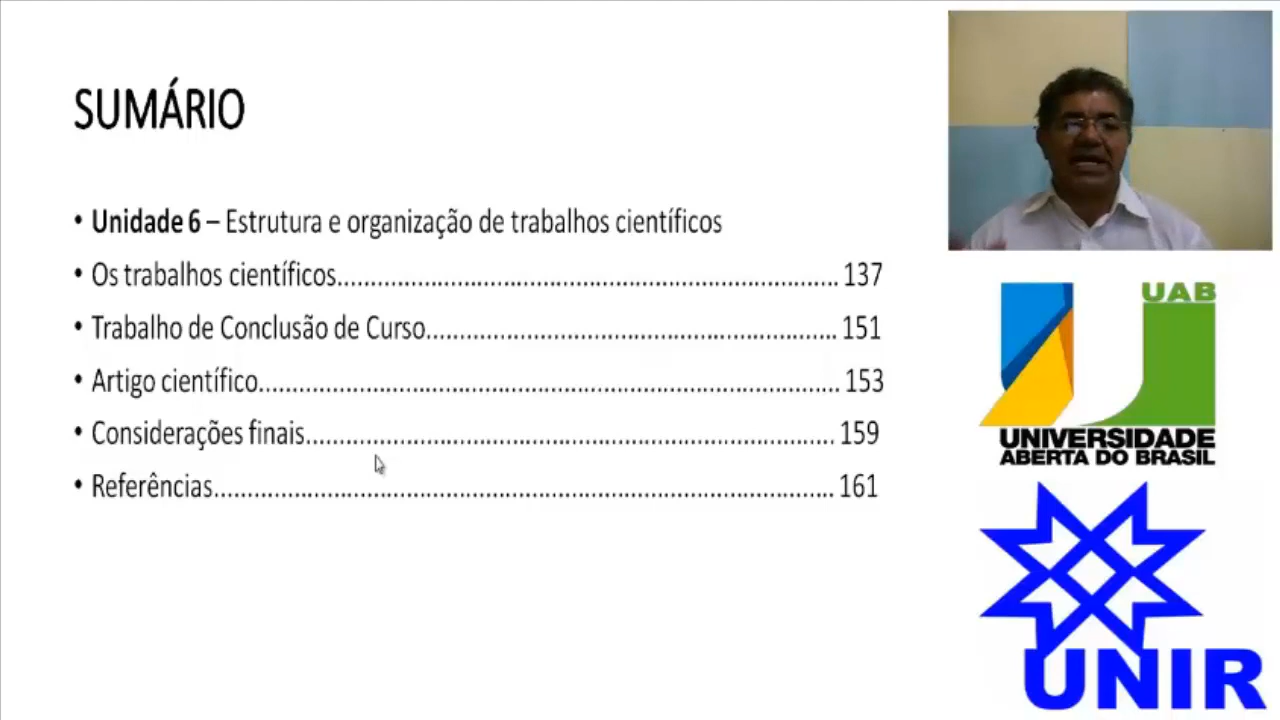 SUMÁRIO
• Unidade 6 – Estrutura e organização de trabalhos científicos
• Os trabalhos científicos........................................................................... 137
• Trabalho de Conclusão de Curso............................................................. 151
• Artigo científico....................................................................................... 153
• Considerações finais............................................................................... 159
• Referências............................................................................................. 161
UAB
UNIVERSIDADE
ABERTA DO BRASIL
UNIR